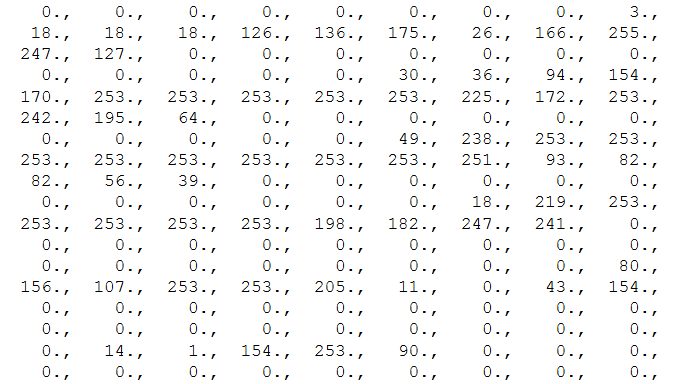 0., 0., 0., 0., 0., 0., 0., 0., 3.,
18., 18., 18., 126., 136., 175., 26., 166., 255.,
247., 127., 0., 0., 0., 0., 0., 0., 0.,
0., 0., 0., 0., 0., 30., 36., 94., 154.,
170., 253., 253., 253., 253., 253., 225., 172., 253.,
242., 195., 64., 0., 0., 0., 0., 0., 0.,
0., 0., 0., 0., 0., 49., 238., 253., 253.,
253., 253., 253., 253., 253., 253., 251., 93., 82.,
82., 56., 39., 0., 0., 0., 0., 0., 0.,
0., 0., 0., 0., 0., 0., 18., 219., 253.,
253., 253., 253., 253., 198., 182., 247., 241., 0.,
0., 0., 0., 0., 0., 0., 0., 0., 0.,
0., 0., 0., 0., 0., 0., 0., 0., 80.,
156., 107., 253., 253., 205., 11., 0., 43., 154.,
0., 0., 0., 0., 0., 0., 0., 0., 0.,
0., 0., 0., 0., 0., 0., 0., 0., 0.,
0., 14., 1., 154., 253., 90., 0., 0., 0.,
0., 0., 0., 0., 0., 0., 0., 0., 0.,